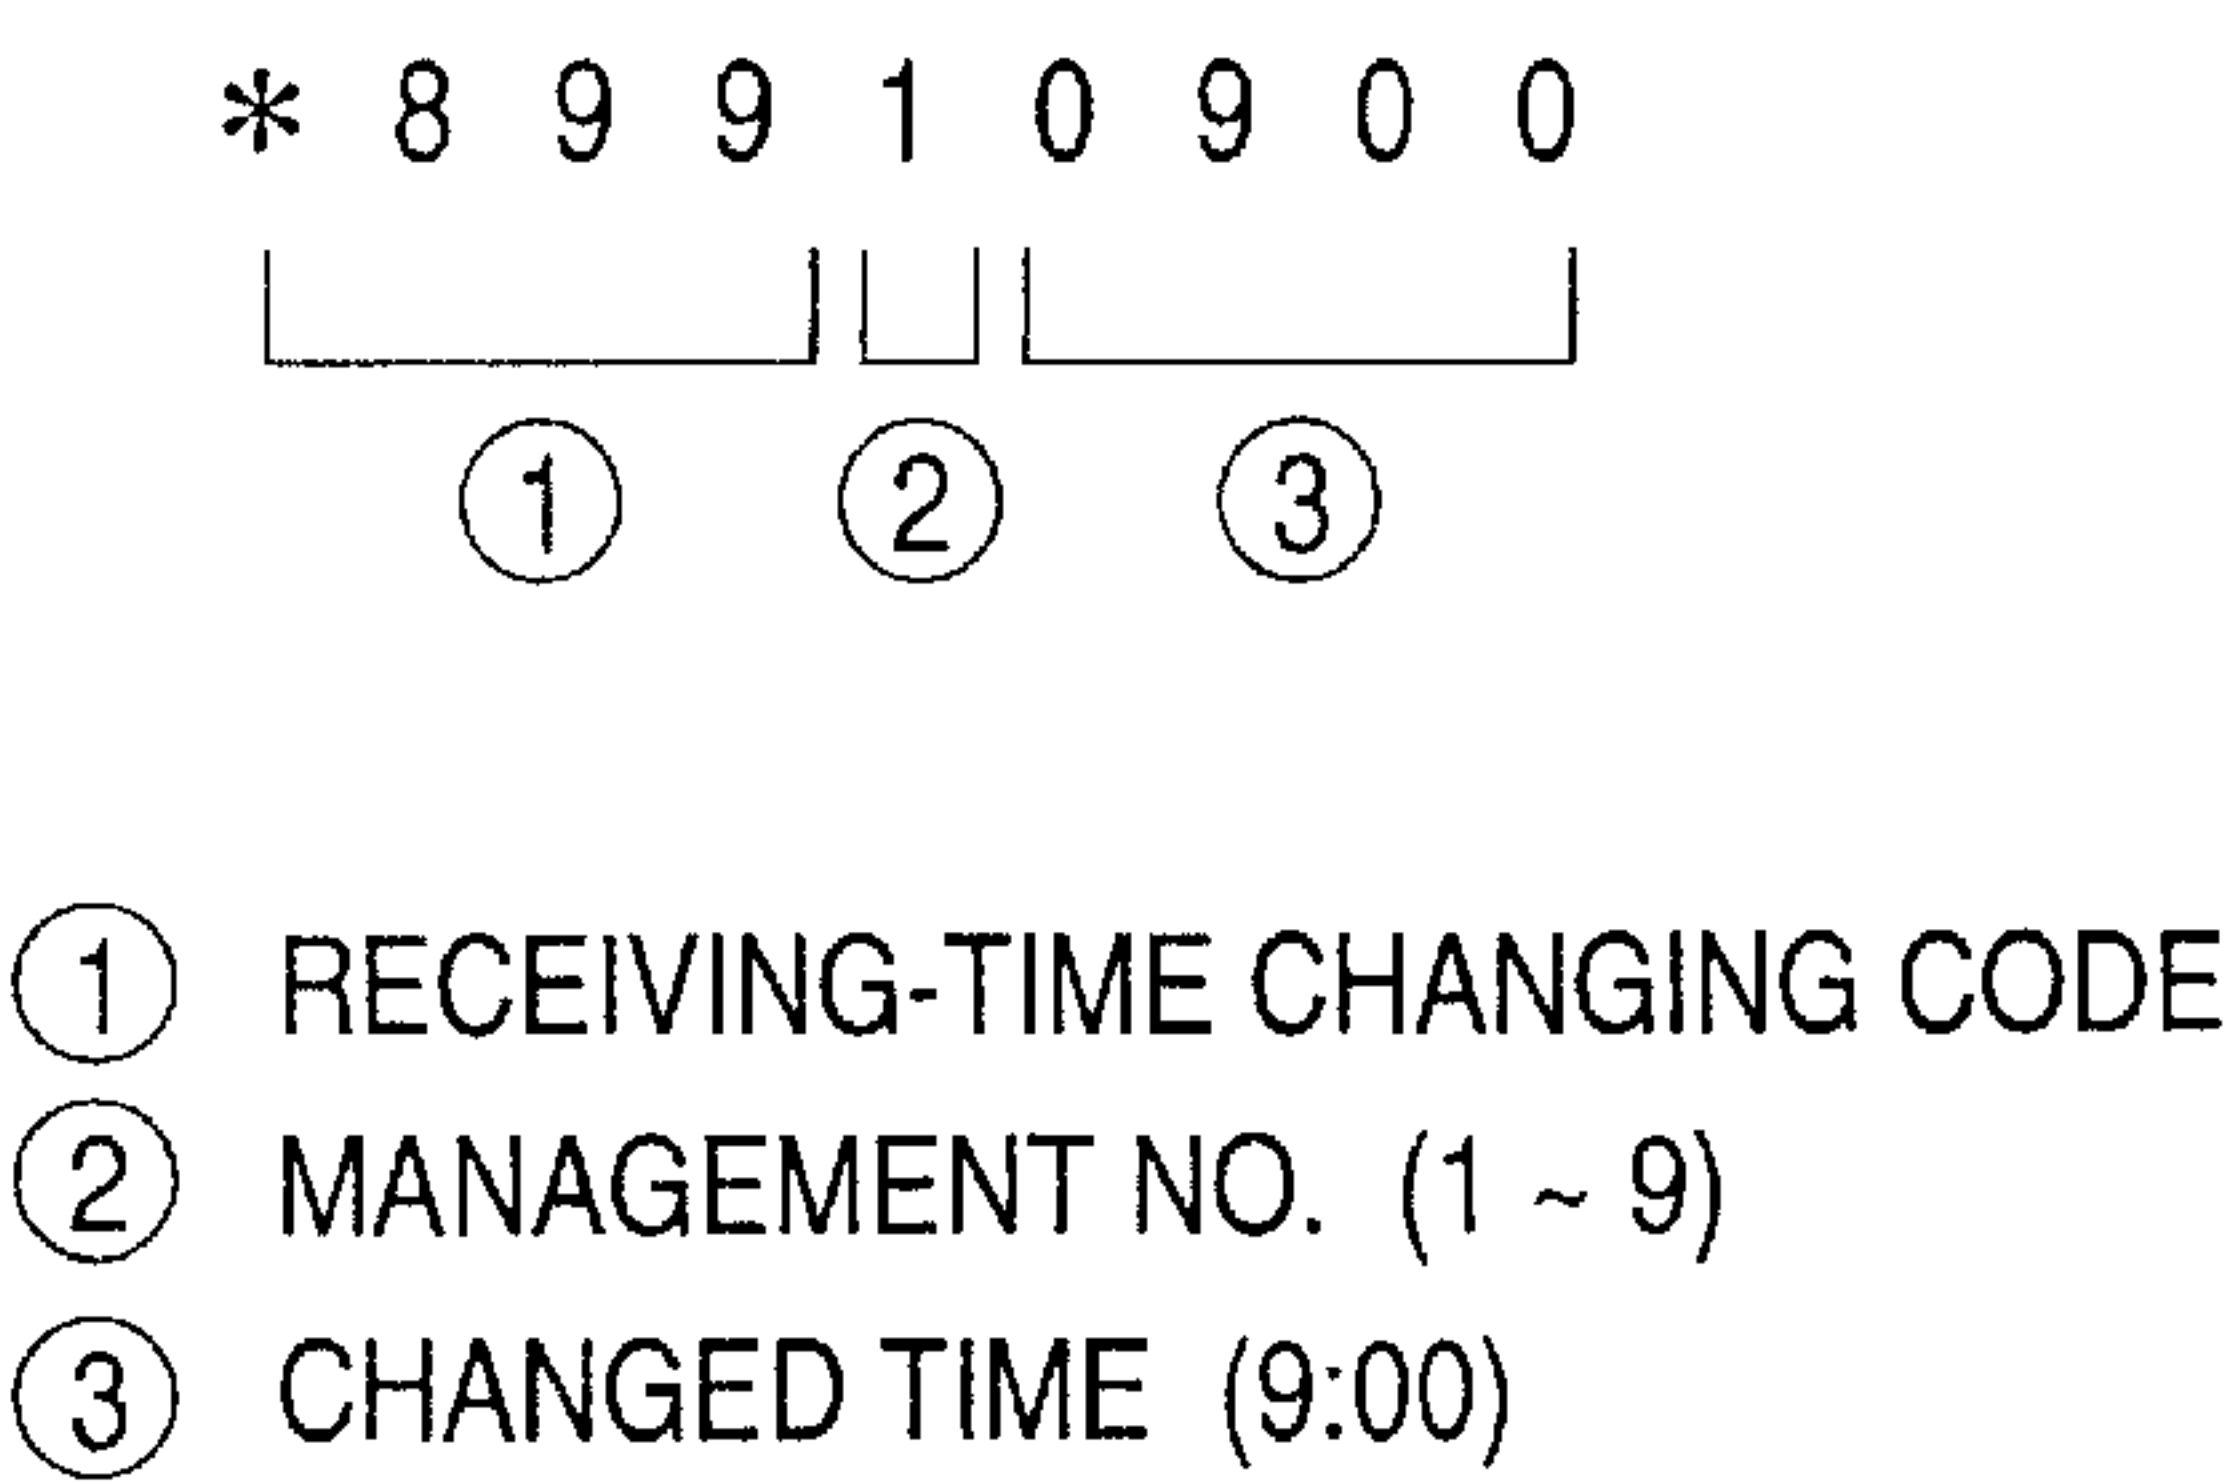 * 8 9 9 1 0 9 0 0
① ② ③
① RECEIVING-TIME CHANGING CODE
② MANAGEMENT NO. (1 ~ 9)
③ CHANGED TIME (9:00)